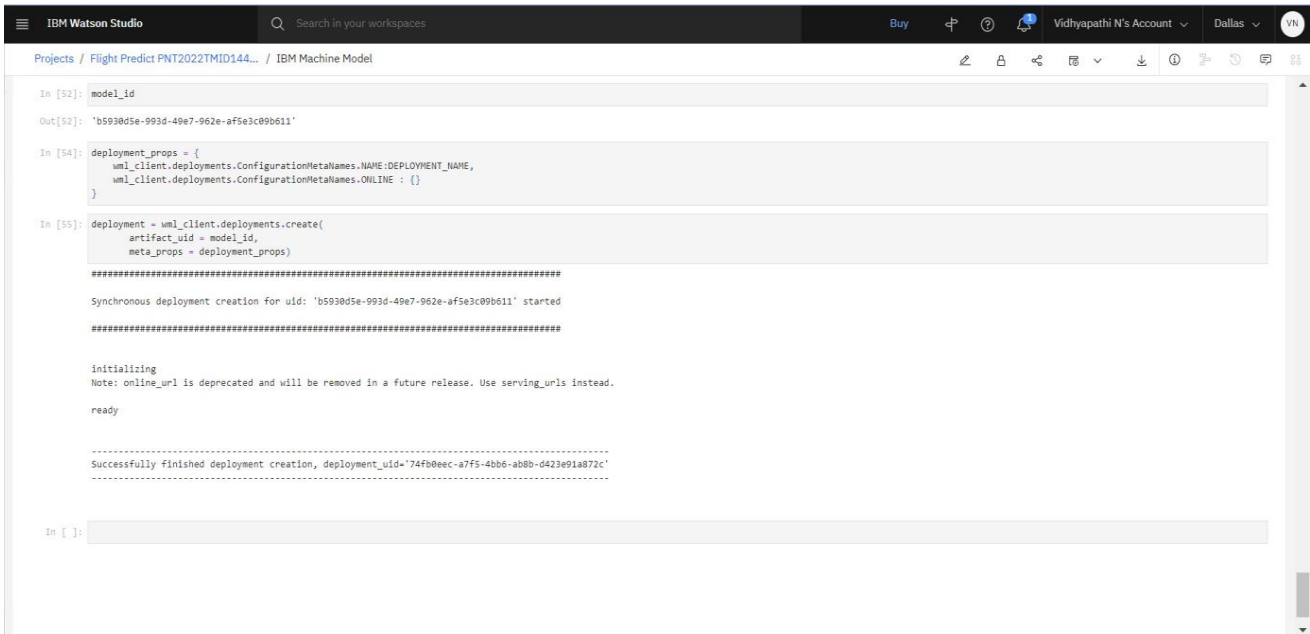 IBM Watson Studio
Search in your workspaces
Buy
1
Vidhyapathi N's Account
Dallas
VN
Projects / Flight Predict PNT2022TMID144... / IBM Machine Model
In [52]: model_id
Out[52]: 'b5930d5e-993d-49e7-962e-af5e3c09b611'
In [54]: deployment_props = {
wml_client.deployments.ConfigurationMetaNames.NAME:DEPLOYMENT_NAME,
wml_client.deployments.ConfigurationMetaNames.ONLINE : {}
}
In [55]: deployment = wml_client.deployments.create(
artifact_uid = model_id,
meta_props = deployment_props)
#######################################################################################
Synchronous deployment creation for uid: 'b5930d5e-993d-49e7-962e-af5e3c09b611' started
#######################################################################################
initializing
Note: online_url is deprecated and will be removed in a future release. Use serving_urls instead.
ready
------------------------------------------------------------------------------------------------
Successfully finished deployment creation, deployment_uid='74fb0eec-a7f5-4bb6-ab8b-d423e91a872c'
------------------------------------------------------------------------------------------------
In [ ]: